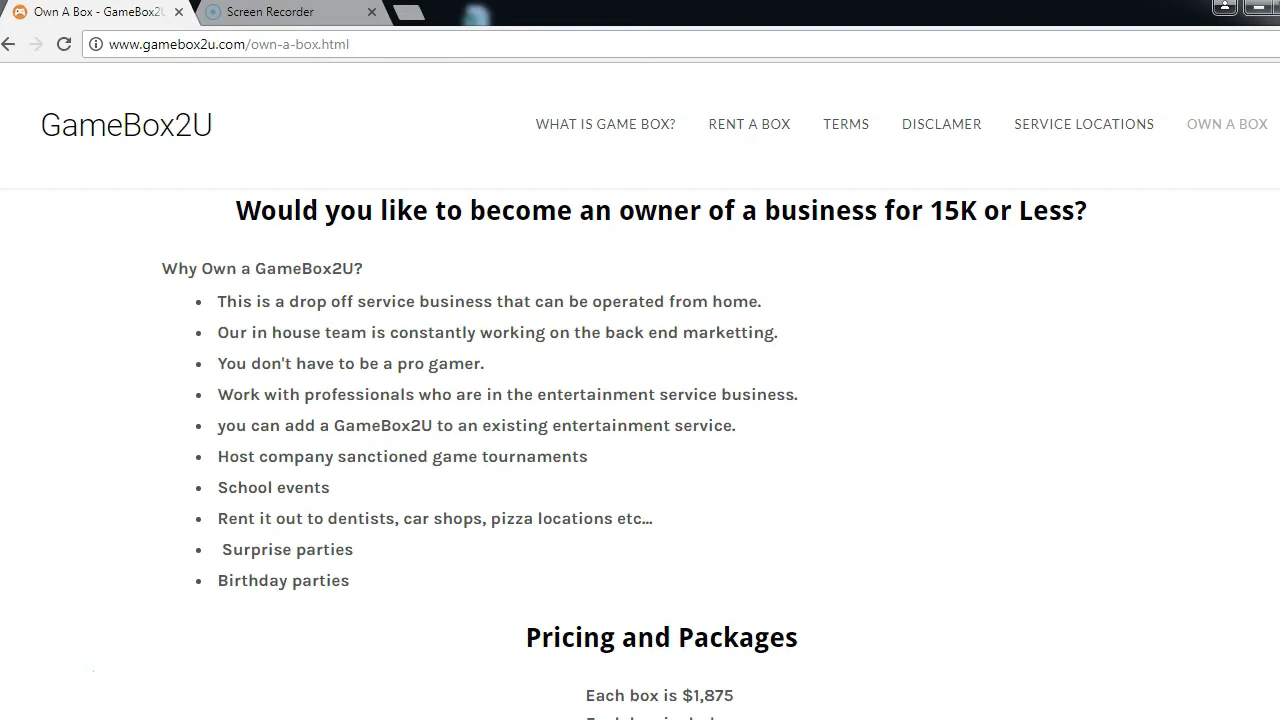 Own A Box - GameBox2U
Screen Recorder
www.gamebox2u.com/own-a-box.html
GameBox2U
WHAT IS GAME BOX?
RENT A BOX
TERMS
DISCLAMER
SERVICE LOCATIONS
OWN A BOX
Would you like to become an owner of a business for 15K or Less?
Why Own a GameBox2U?
• This is a drop off service business that can be operated from home.
• Our in house team is constantly working on the back end marketting.
• You don't have to be a pro gamer.
• Work with professionals who are in the entertainment service business.
• you can add a GameBox2U to an existing entertainment service.
• Host company sanctioned game tournaments
• School events
• Rent it out to dentists, car shops, pizza locations etc...
• Surprise parties
• Birthday parties
Pricing and Packages
Each box is $1,875